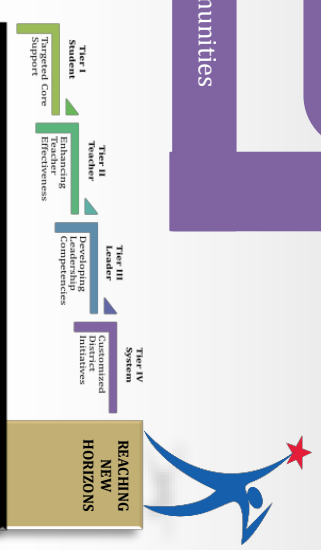 munities
Tier I
Student
Targeted Core
Support
Tier II
Teacher
Enhancing
Teacher
Effectiveness
Tier III
Leader
Developing
Leadership
Competencies
Tier IV
System
Customized
District
Initiatives
REACHING
NEW
HORIZONS